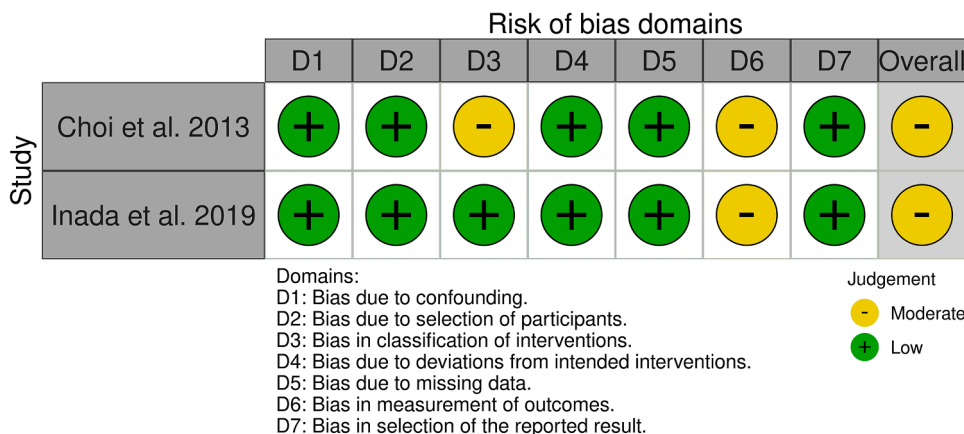 Risk of bias domains
D1 D2 D3 D4 D5 D6 D7 Overall
Study
Choi et al. 2013 + + - + + - + -
Inada et al. 2019 + + + + + - + -
Domains:
D1: Bias due to confounding.
D2: Bias due to selection of participants.
D3: Bias in classification of interventions.
D4: Bias due to deviations from intended interventions.
D5: Bias due to missing data.
D6: Bias in measurement of outcomes.
D7: Bias in selection of the reported result.
Judgement
- Moderate
+ Low